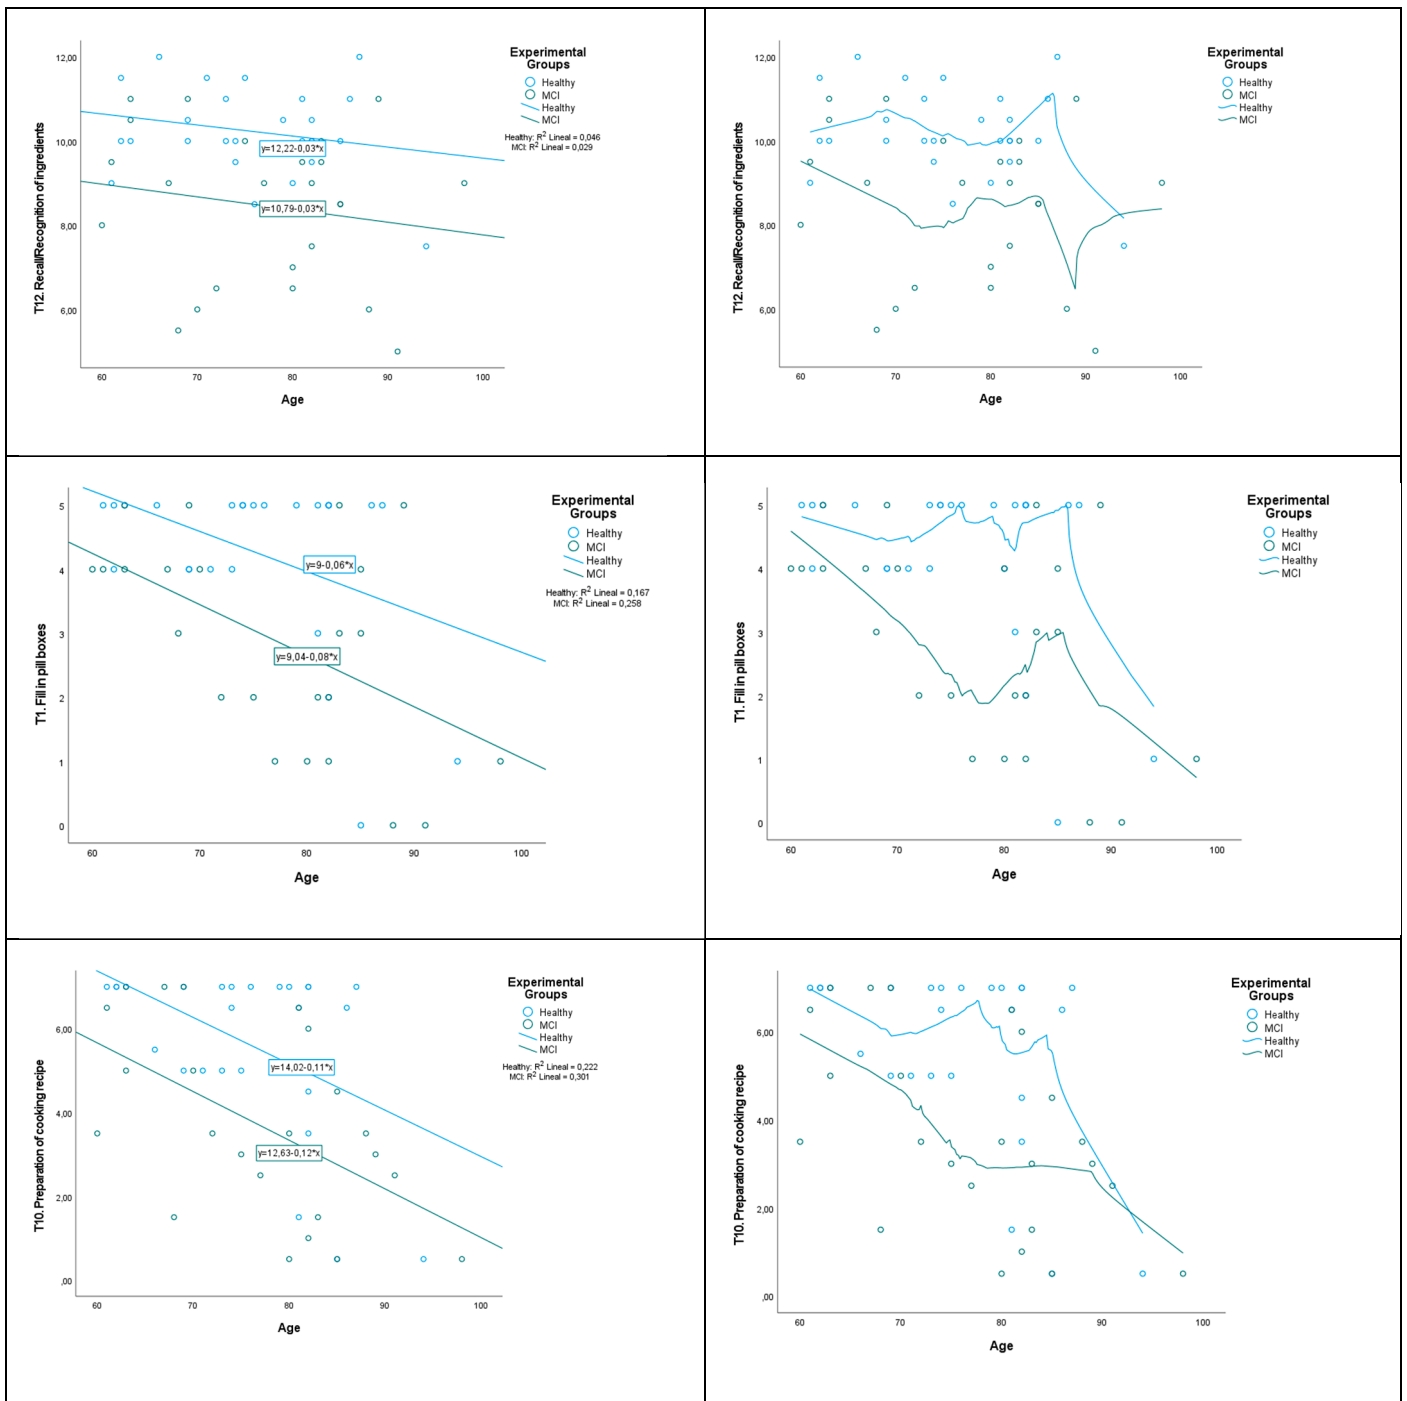 Experimental
Groups
Healthy
MCI
Healthy
MCI
Healthy: R2 Lineal = 0,046
MCI: R2 Lineal = 0,029
12,00
10,00
8,00
6,00
T12. Recall/Recognition of ingredients
y=12,22-0,03*x
y=10,79-0,03*x
60 70 80 90 100
Age
Experimental
Groups
Healthy
MCI
Healthy
MCI
12,00
10,00
8,00
6,00
T12. Recall/Recognition of ingredients
60 70 80 90 100
Age
Experimental
Groups
Healthy
MCI
Healthy
MCI
Healthy: R2 Lineal = 0,167
MCI: R2 Lineal = 0,258
5
4
3
2
1
0
T1. Fill in pill boxes
y=9-0,06*x
y=9,04-0,08*x
60 70 80 90 100
Age
Experimental
Groups
Healthy
MCI
Healthy
MCI
5
4
3
2
1
0
T1. Fill in pill boxes
60 70 80 90 100
Age
Experimental
Groups
Healthy
MCI
Healthy
MCI
Healthy: R2 Lineal = 0,222
MCI: R2 Lineal = 0,301
6,00
4,00
2,00
,00
T10. Preparation of cooking recipe
y=14,02-0,11*x
y=12,63-0,12*x
60 70 80 90 100
Age
Experimental
Groups
Healthy
MCI
Healthy
MCI
6,00
4,00
2,00
,00
T10. Preparation of cooking recipe
60 70 80 90 100
Age